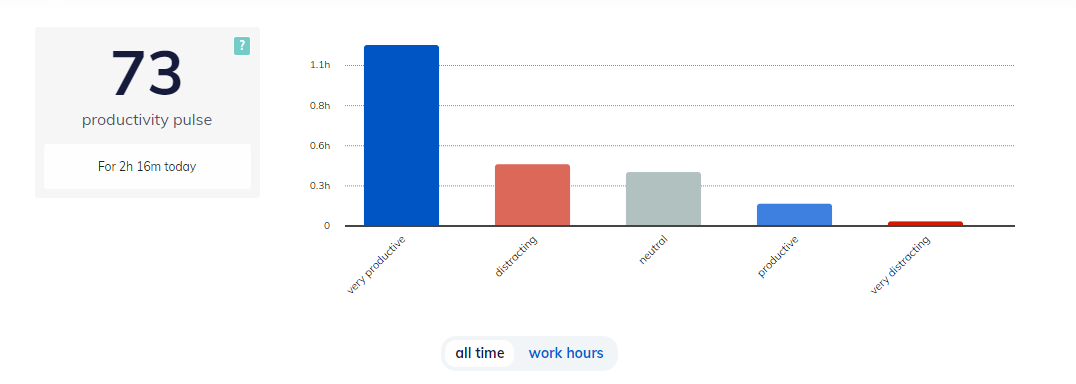 ?
73
productivity pulse
For 2h 16m today
1.1h
0.8h
0.6h
0.3h
0
very productive
distracting
neutral
productive
very distracting
all time
work hours